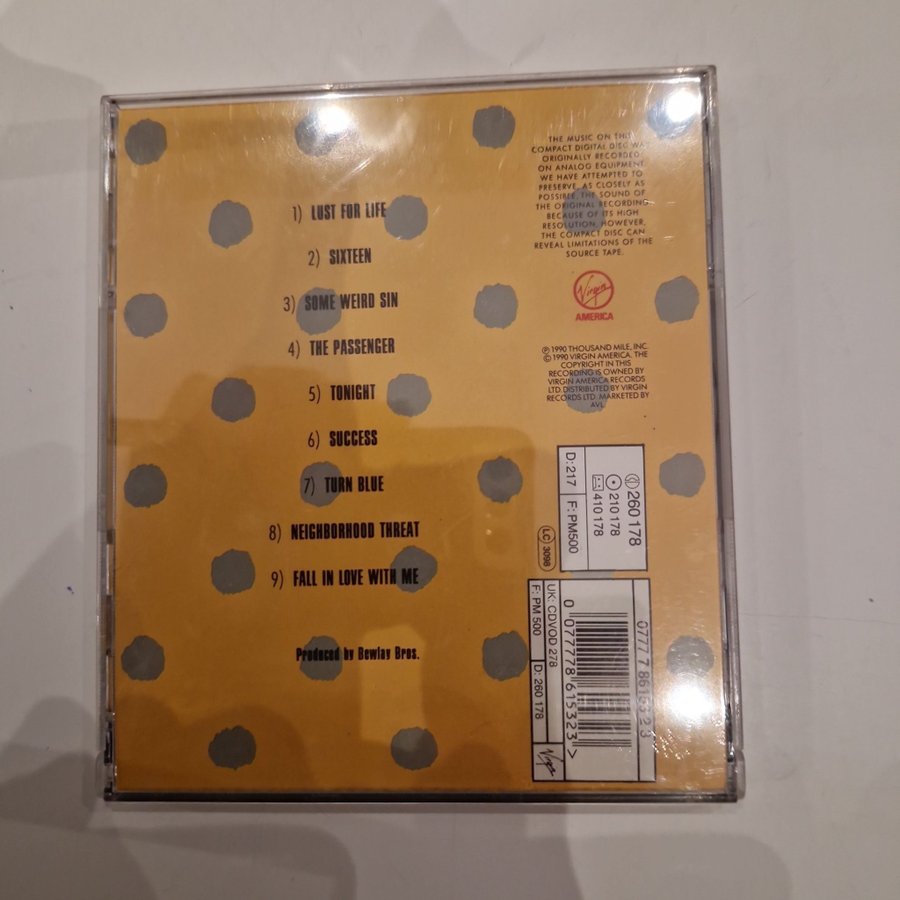 1) LUST FOR LIFE
2) SIXTEEN
3) SOME WEIRD SIN
4) THE PASSENGER
5) TONIGHT
6) SUCCESS
7) TURN BLUE
8) NEIGHBORHOOD THREAT
9) FALL IN LOVE WITH ME
Produced by Bewlay Bros.
THE MUSIC ON THIS
COMPACT DIGITAL DISC WAS
ORIGINALLY RECORDED
ON ANALOG EQUIPMENT.
WE HAVE ATTEMPTED TO
PRESERVE, AS CLOSELY AS
POSSIBLE, THE SOUND OF
THE ORIGINAL RECORDING.
BECAUSE OF ITS HIGH
RESOLUTION, HOWEVER,
THE COMPACT DISC CAN
REVEAL LIMITATIONS OF THE
SOURCE TAPE.
Virgin
AMERICA
℗ 1990 THOUSAND MILE, INC.
© 1990 VIRGIN AMERICA. THE
COPYRIGHT IN THIS
RECORDING IS OWNED BY
VIRGIN AMERICA RECORDS
LTD. DISTRIBUTED BY VIRGIN
RECORDS LTD. MARKETED BY
AVL.
260 178
210 178
410 178
D: 217 F: PM500
LC 3098
0777 7 8615323
0 077778 615323 >
UK: CDVOD 278
F: PM 500 D: 260 178
Virgin